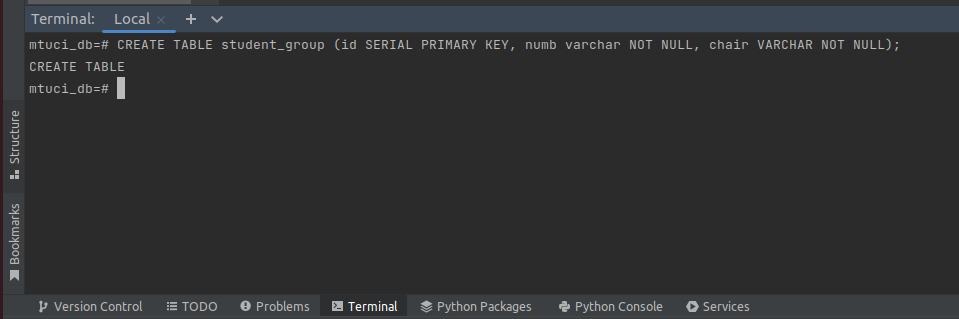 Terminal: Local × + 
mtuci_db=# CREATE TABLE student_group (id SERIAL PRIMARY KEY, numb varchar NOT NULL, chair VARCHAR NOT NULL);
CREATE TABLE
mtuci_db=#
Structure
Bookmarks
Version Control TODO Problems Terminal Python Packages Python Console Services